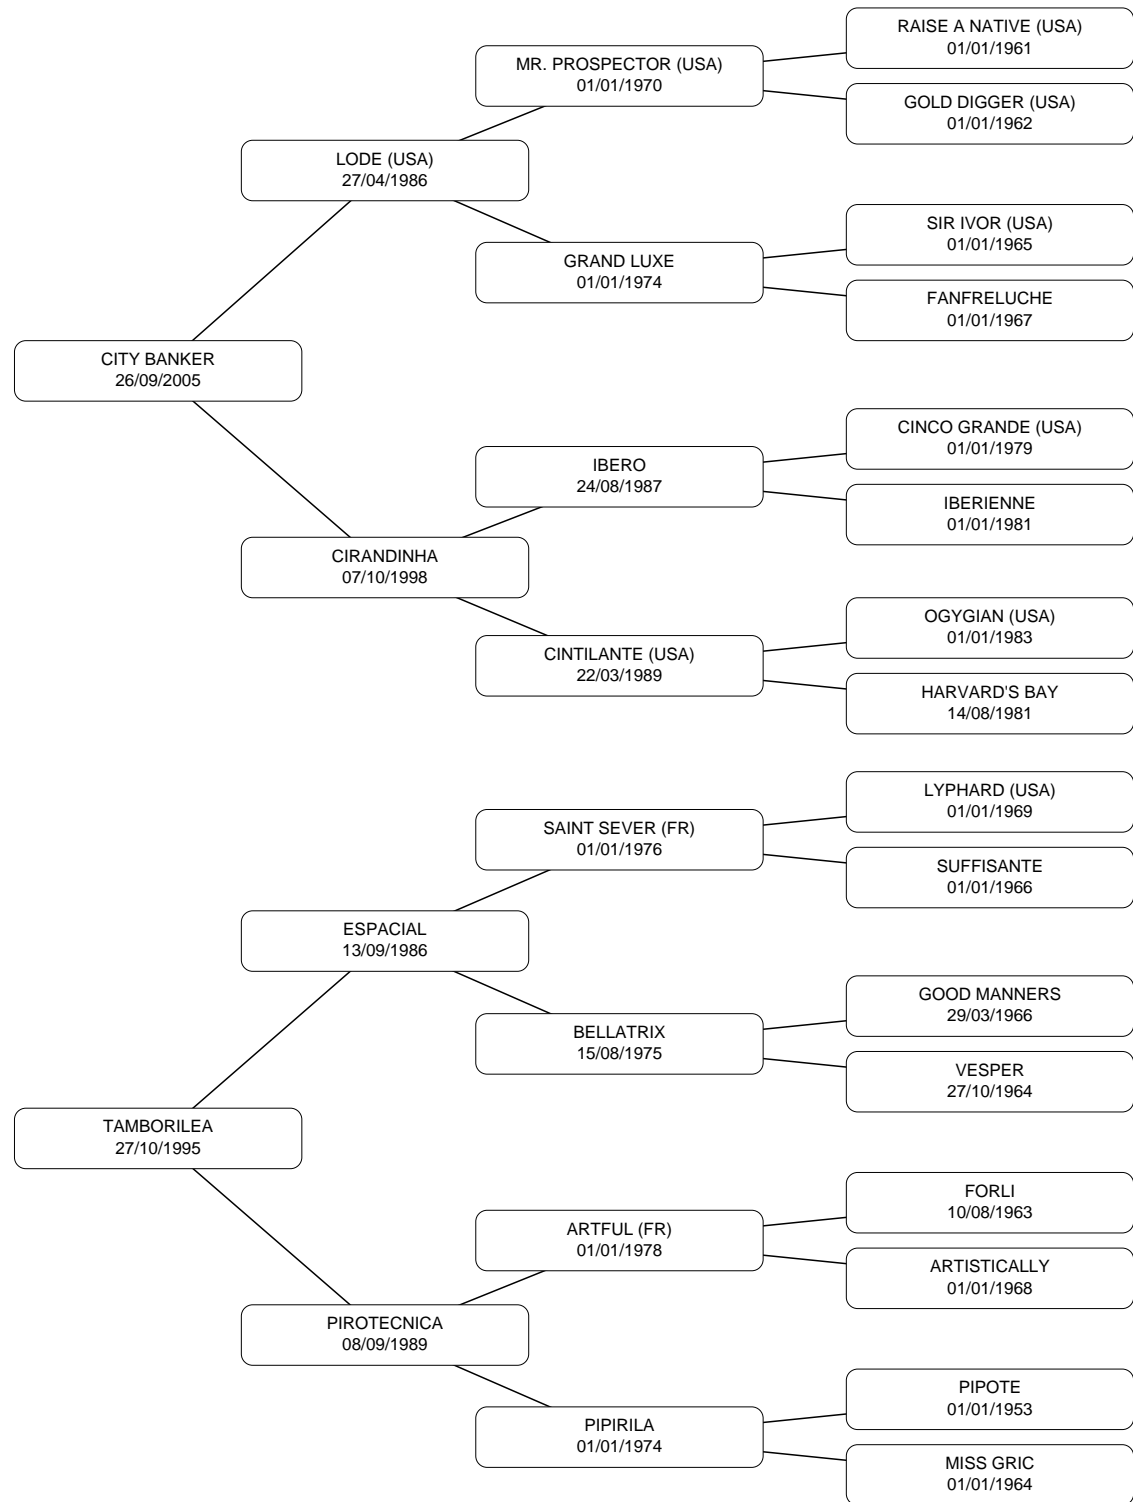 RAISE A NATIVE (USA)
01/01/1961
MR. PROSPECTOR (USA)
01/01/1970
GOLD DIGGER (USA)
01/01/1962
LODE (USA)
27/04/1986
SIR IVOR (USA)
01/01/1965
GRAND LUXE
01/01/1974
FANFRELUCHE
01/01/1967
CITY BANKER
26/09/2005
CINCO GRANDE (USA)
01/01/1979
IBERO
24/08/1987
IBERIENNE
01/01/1981
CIRANDINHA
07/10/1998
OGYGIAN (USA)
01/01/1983
CINTILANTE (USA)
22/03/1989
HARVARD'S BAY
14/08/1981
LYPHARD (USA)
01/01/1969
SAINT SEVER (FR)
01/01/1976
SUFFISANTE
01/01/1966
ESPACIAL
13/09/1986
GOOD MANNERS
29/03/1966
BELLATRIX
15/08/1975
VESPER
27/10/1964
TAMBORILEA
27/10/1995
FORLI
10/08/1963
ARTFUL (FR)
01/01/1978
ARTISTICALLY
01/01/1968
PIROTECNICA
08/09/1989
PIPOTE
01/01/1953
PIPIRILA
01/01/1974
MISS GRIC
01/01/1964